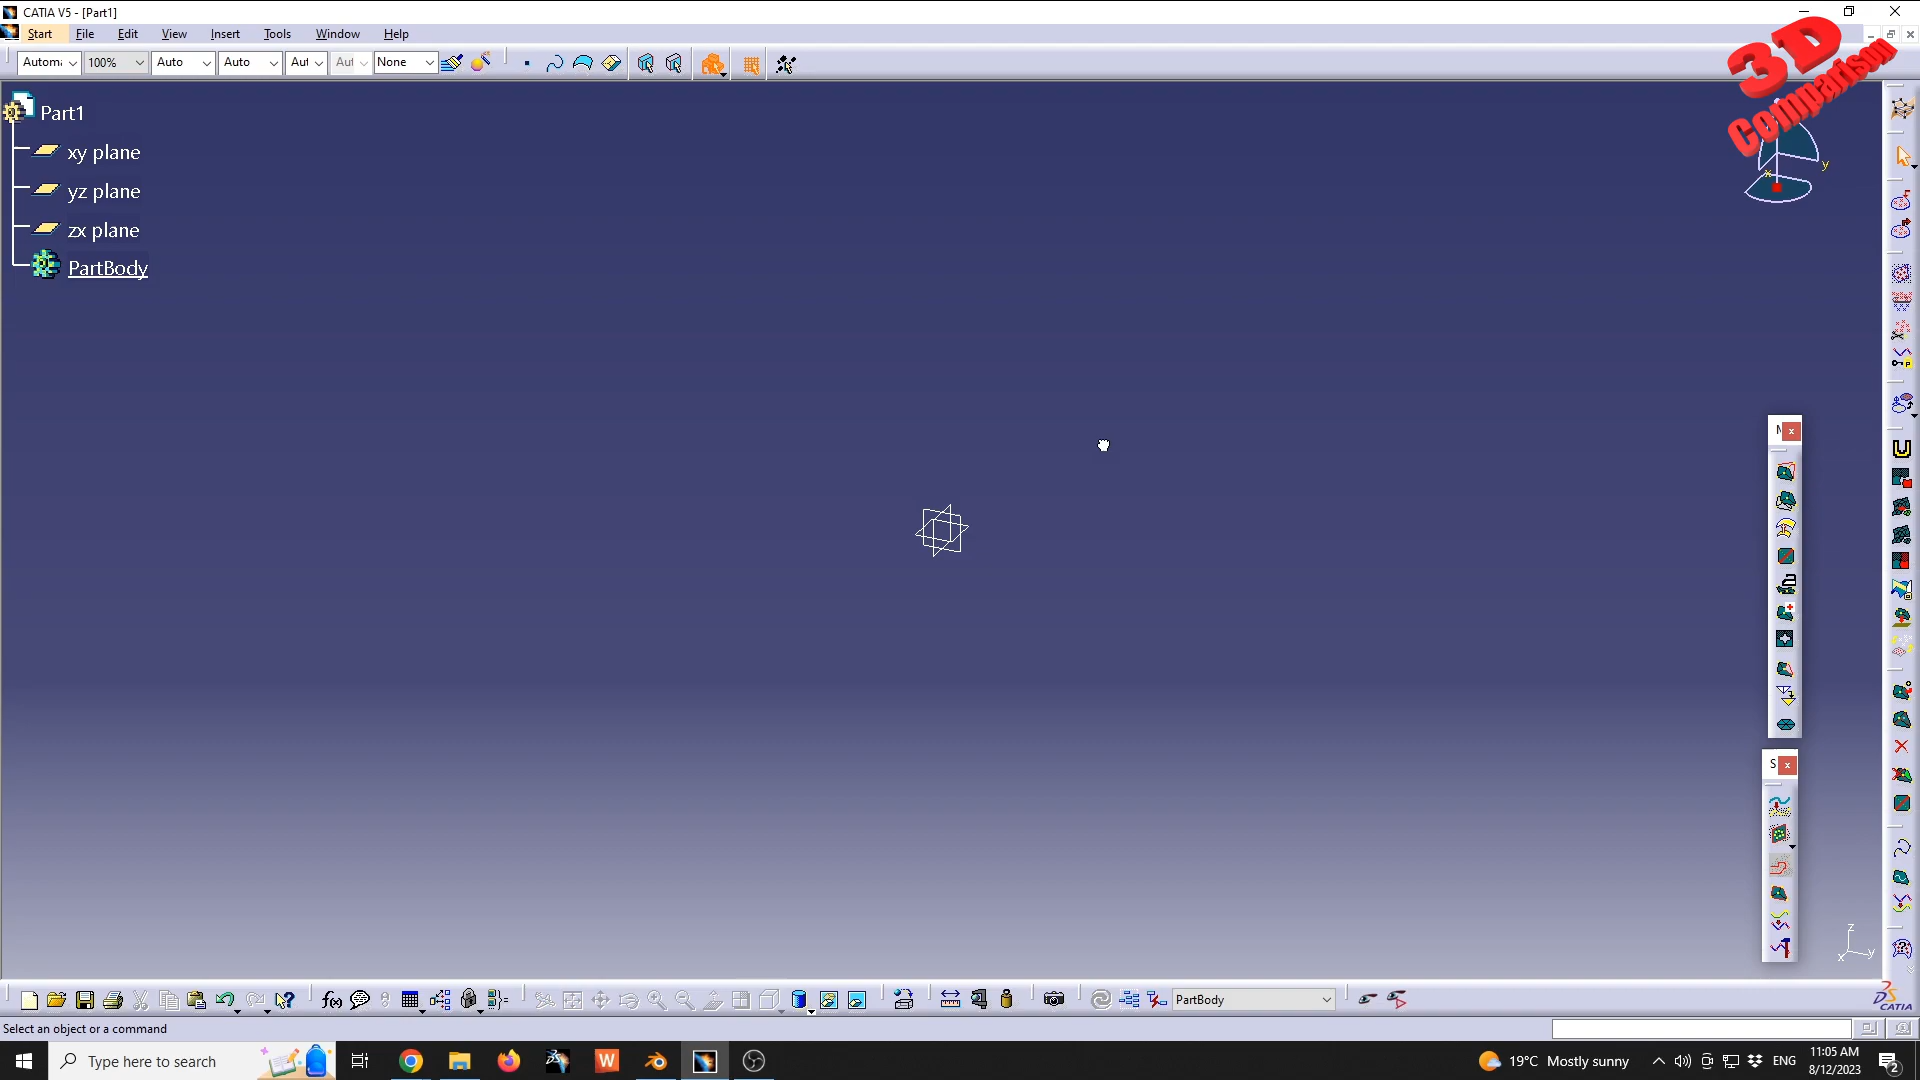 CATIA V5 - [Part1]
Start File Edit View Insert Tools Window Help
100% Auto Auto None
3D
Comparison
Part1
xy plane
yz plane
zx plane
PartBody
y
x
S
z
x y
f(x)
PartBody
CATIA
Select an object or a command
Type here to search
W
19°C Mostly sunny
ENG
11:05 AM
8/12/2023
2